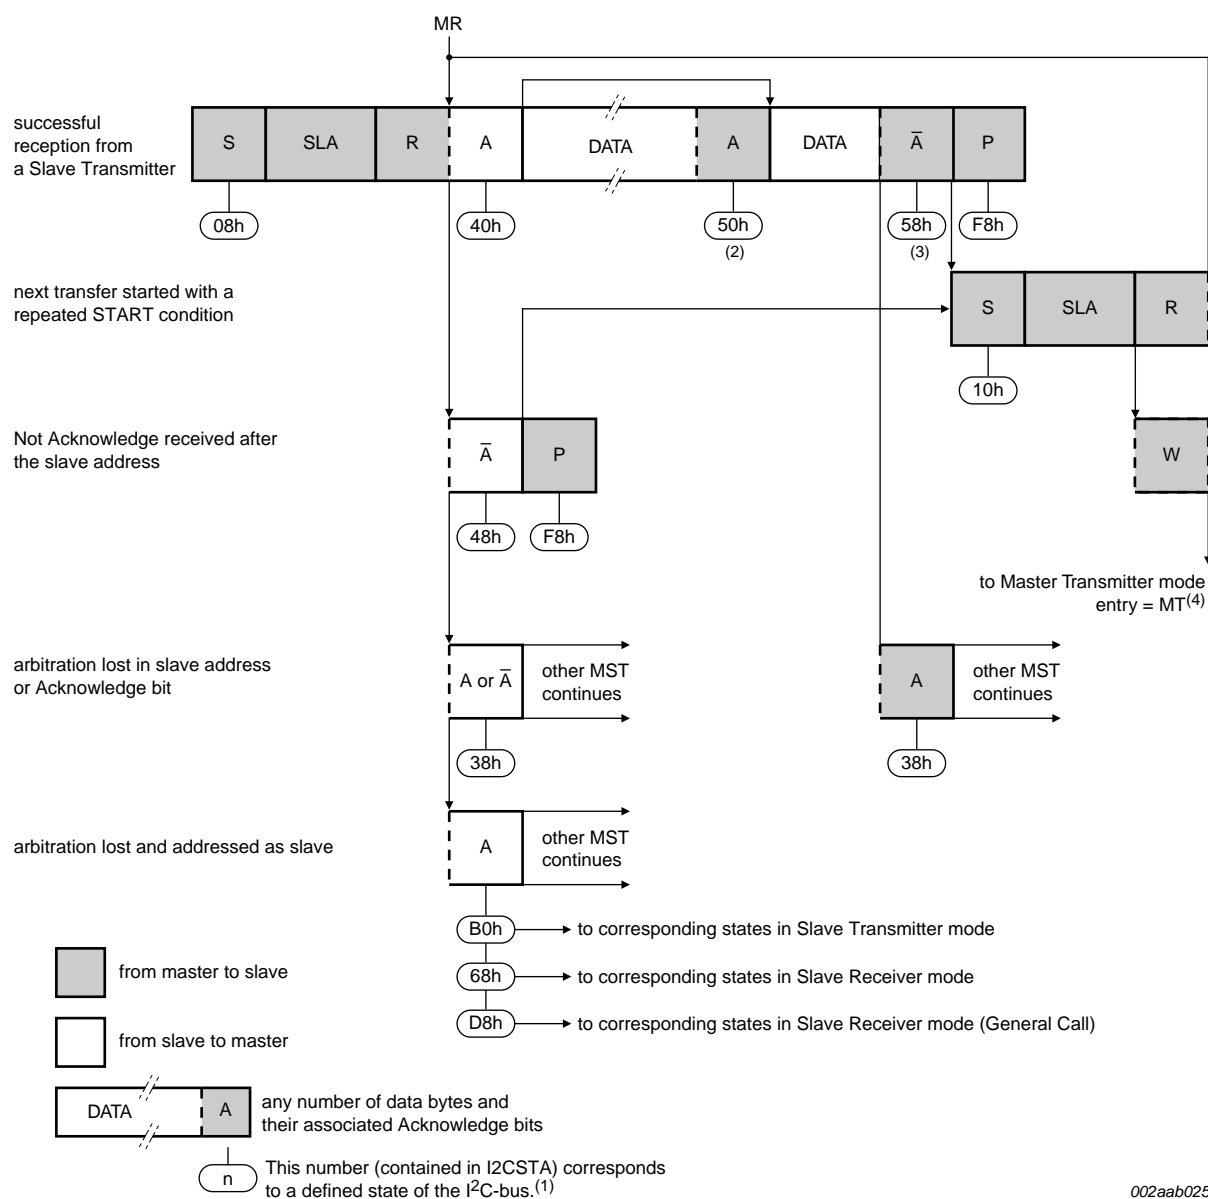 MR
successful
reception from
a Slave Transmitter
S SLA R A DATA A DATA A̅ P
08h 40h 50h 58h F8h
(2) (3)
next transfer started with a
repeated START condition
S SLA R
10h
Not Acknowledge received after
the slave address
A̅ P W
48h F8h
to Master Transmitter mode
entry = MT(4)
arbitration lost in slave address
or Acknowledge bit
A or A̅
other MST
continues
A
other MST
continues
38h 38h
arbitration lost and addressed as slave
A
other MST
continues
B0h to corresponding states in Slave Transmitter mode
68h to corresponding states in Slave Receiver mode
D8h to corresponding states in Slave Receiver mode (General Call)
from master to slave
from slave to master
DATA A
any number of data bytes and
their associated Acknowledge bits
n
This number (contained in I2CSTA) corresponds
to a defined state of the I²C-bus.(1)
002aab025